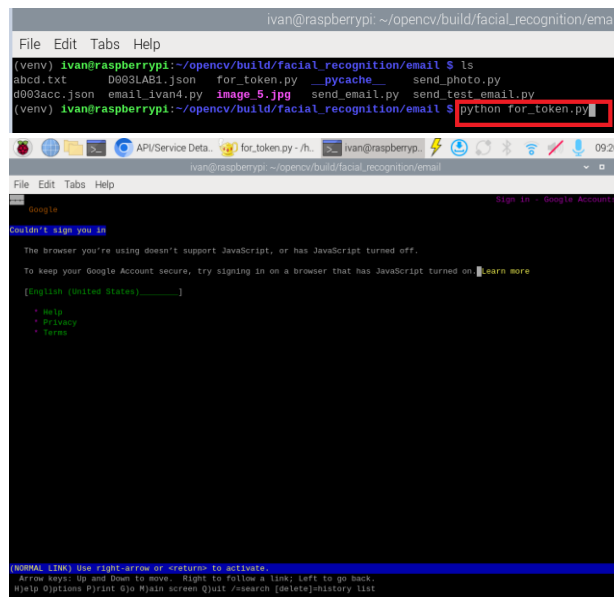 ivan@raspberrypi: ~/opencv/build/facial_recognition/ema
File Edit Tabs Help
(venv) ivan@raspberrypi:~/opencv/build/facial_recognition/email $ ls
abcd.txt D003LAB1.json for_token.py __pycache__ send_photo.py
d003acc.json email_ivan4.py image_5.jpg send_email.py send_test_email.py
(venv) ivan@raspberrypi:~/opencv/build/facial_recognition/email $ python for_token.py
API/Service Deta.. for_token.py - /h.. ivan@raspberryp.. 09:2
ivan@raspberrypi: ~/opencv/build/facial_recognition/email
File Edit Tabs Help
Sign in - Google Accounts
Google
Couldn't sign you in
The browser you're using doesn't support JavaScript, or has JavaScript turned off.
To keep your Google Account secure, try signing in on a browser that has JavaScript turned on. Learn more
[English (United States)________]
* Help
* Privacy
* Terms
(NORMAL LINK) Use right-arrow or <return> to activate.
Arrow keys: Up and Down to move. Right to follow a link; Left to go back.
H)elp O)ptions P)rint G)o M)ain screen Q)uit /=search [delete]=history list